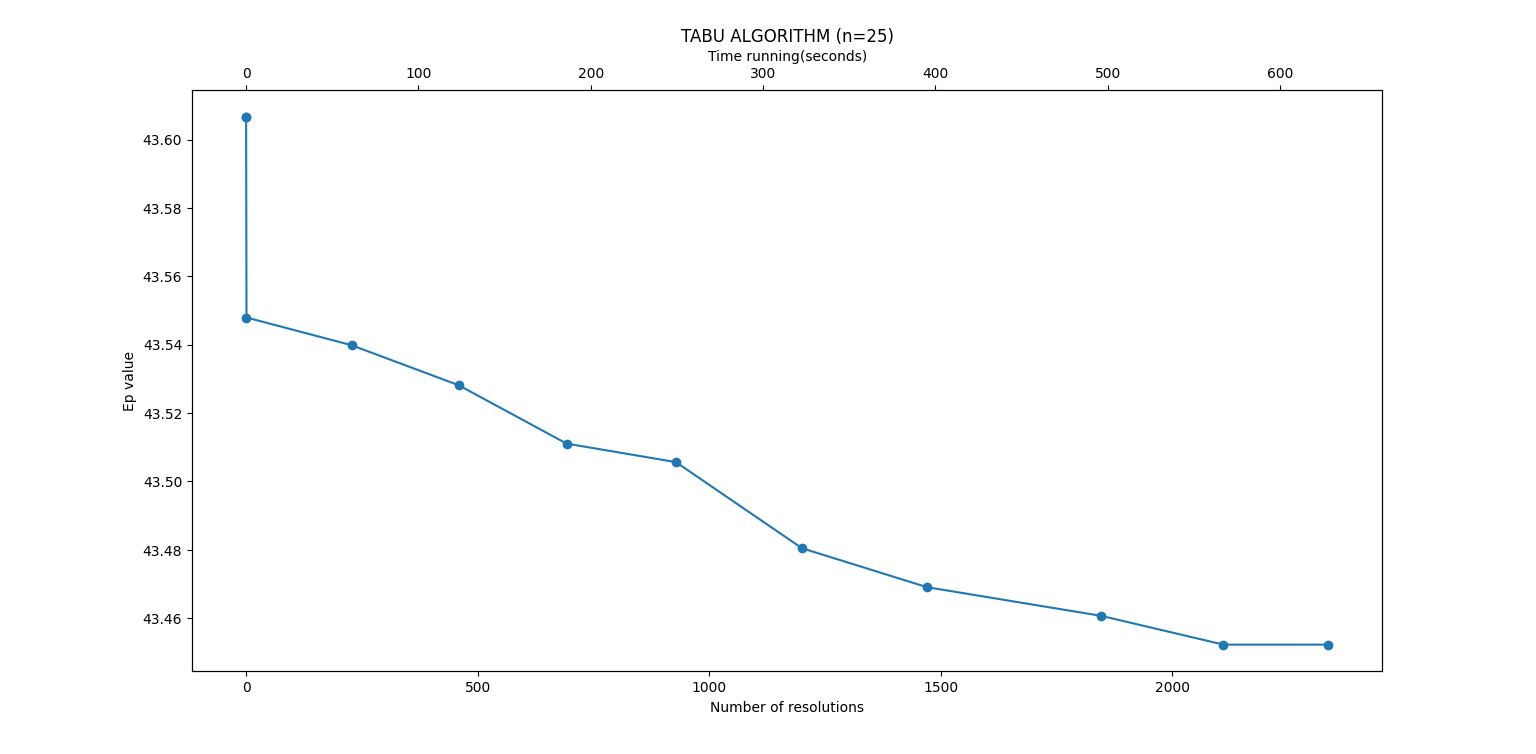 TABU ALGORITHM (n=25)
Time running(seconds)
0 100 200 300 400 500 600
43.60
43.58
43.56
43.54
43.52
43.50
43.48
43.46
Ep value
0 500 1000 1500 2000
Number of resolutions